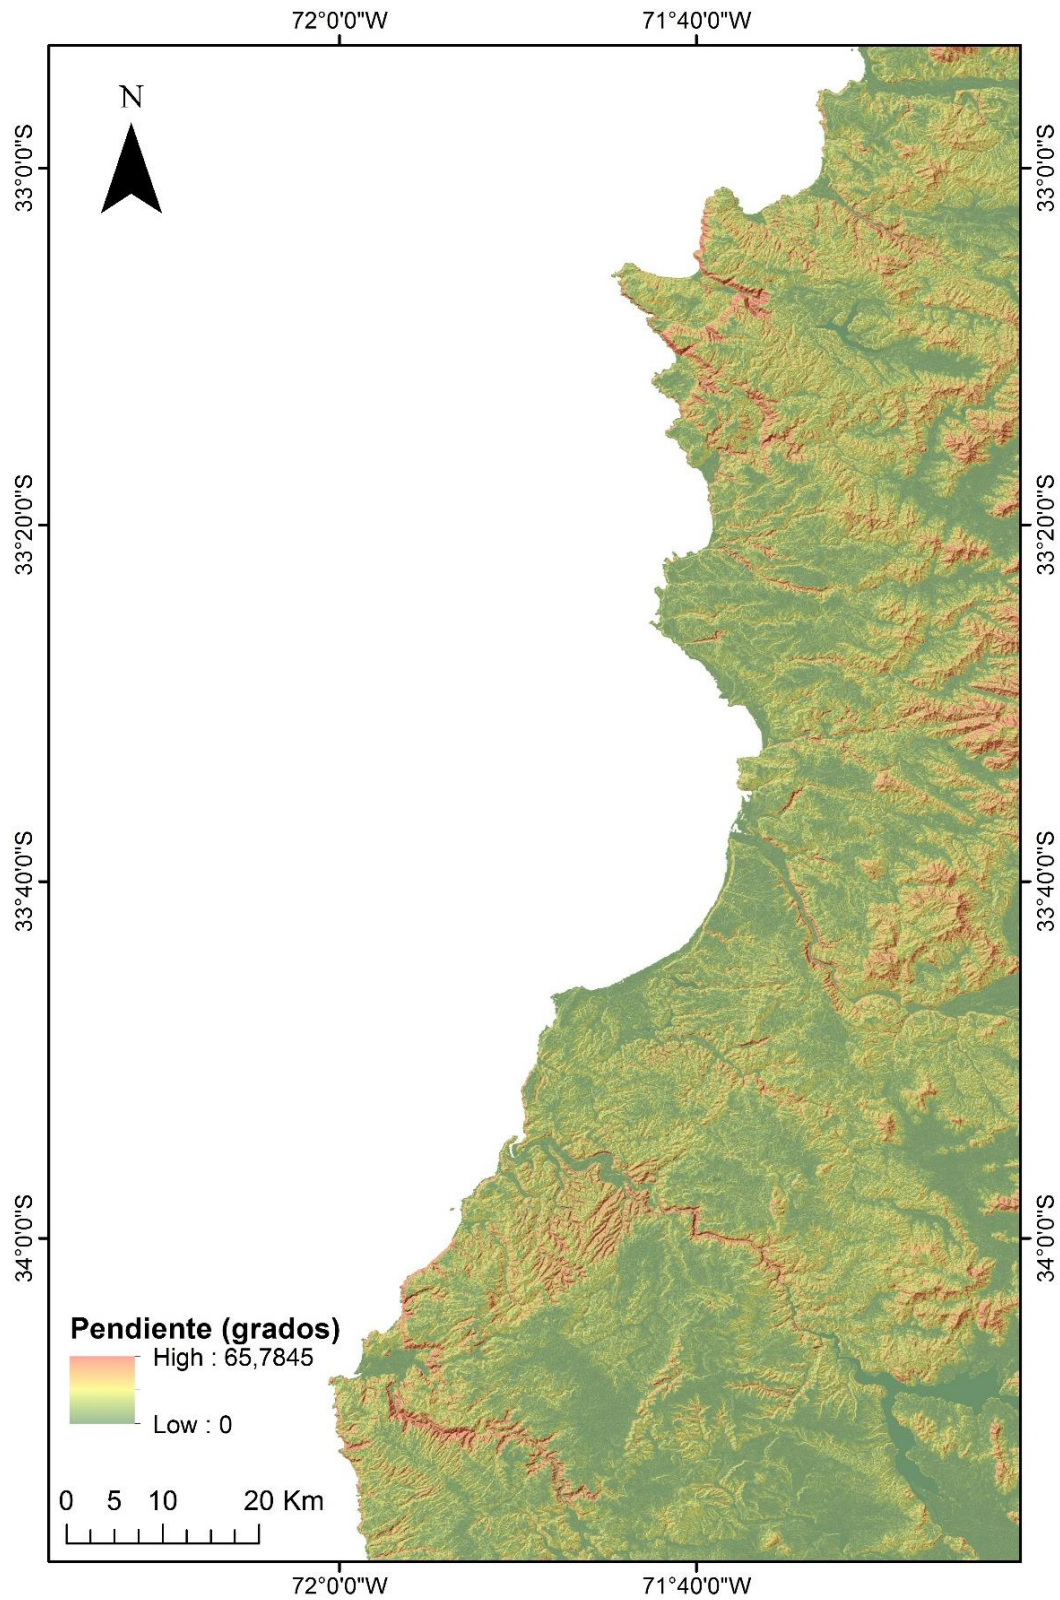 72°0'0"W 71°40'0"W
N
33°0'0"S 33°0'0"S
33°20'0"S 33°20'0"S
33°40'0"S 33°40'0"S
34°0'0"S 34°0'0"S
Pendiente (grados)
High : 65,7845
Low : 0
0 5 10 20 Km
72°0'0"W 71°40'0"W